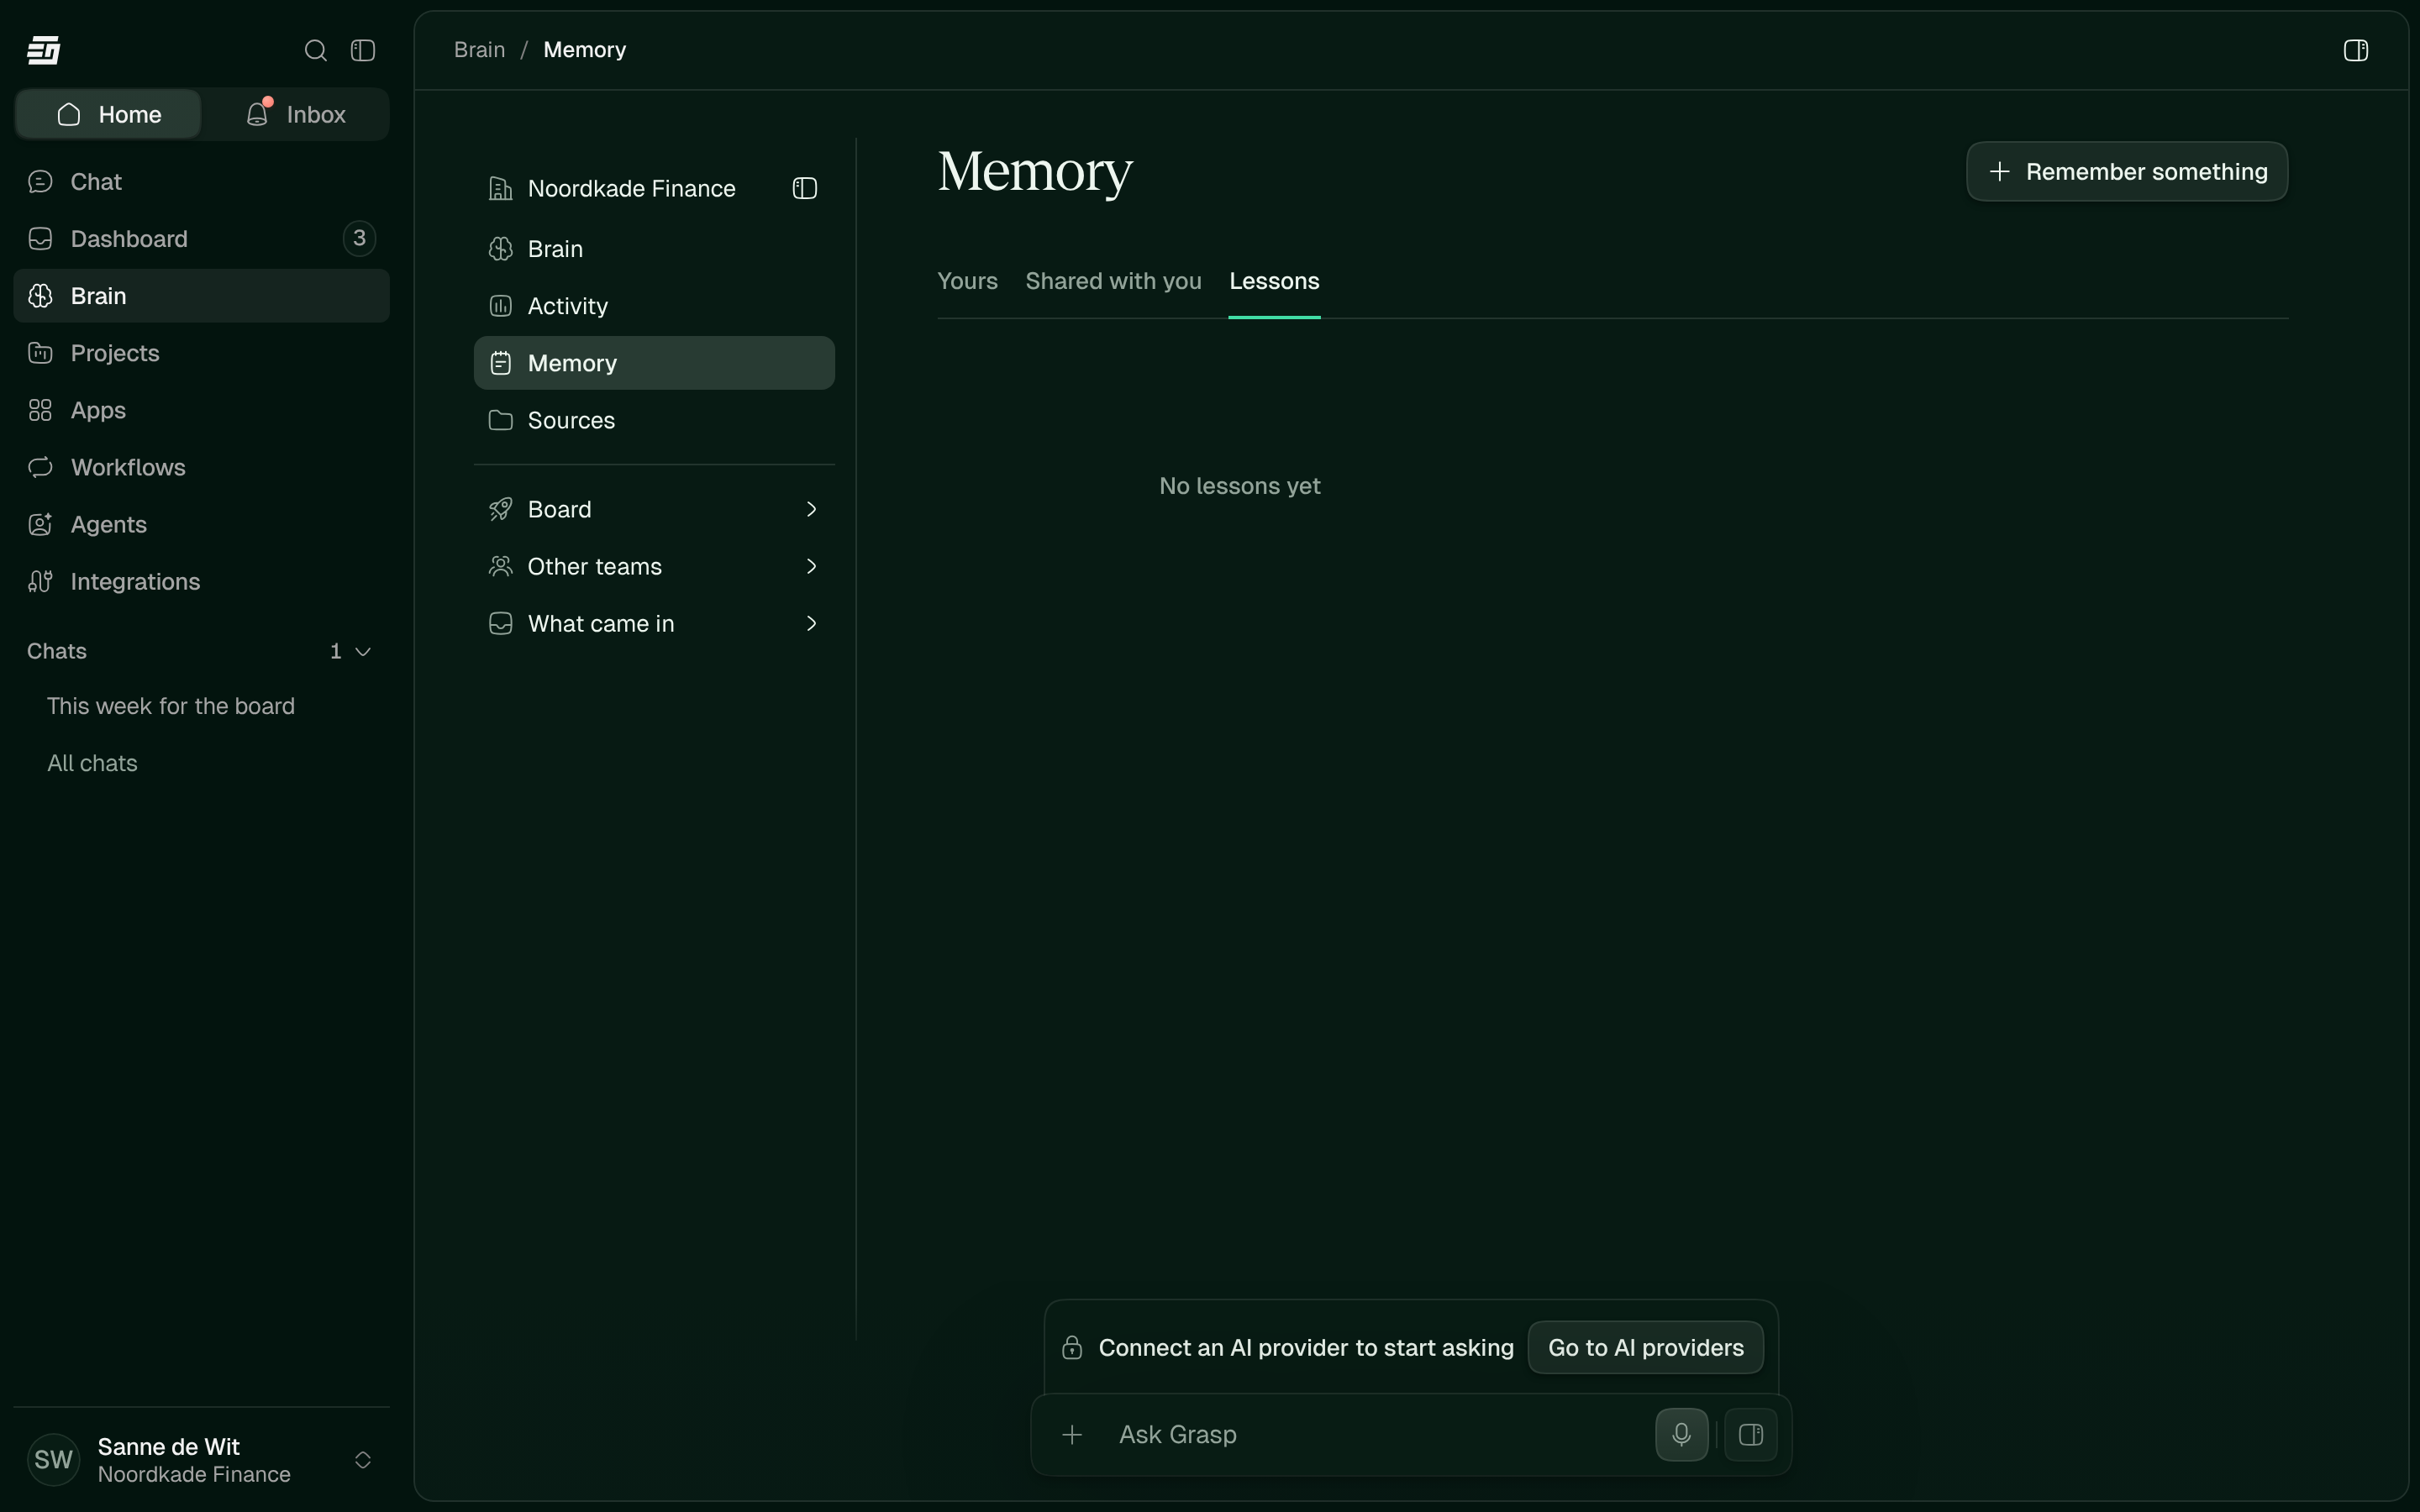 Home
Inbox
Chat
Dashboard
3
Brain
Projects
Apps
Workflows
Agents
Integrations
Chats
1
This week for the board
All chats
SW
Sanne de Wit
Noordkade Finance
Brain / Memory
Noordkade Finance
Brain
Activity
Memory
Sources
Board
Other teams
What came in
Memory
Remember something
Yours
Shared with you
Lessons
No lessons yet
Connect an AI provider to start asking
Go to AI providers
Ask Grasp